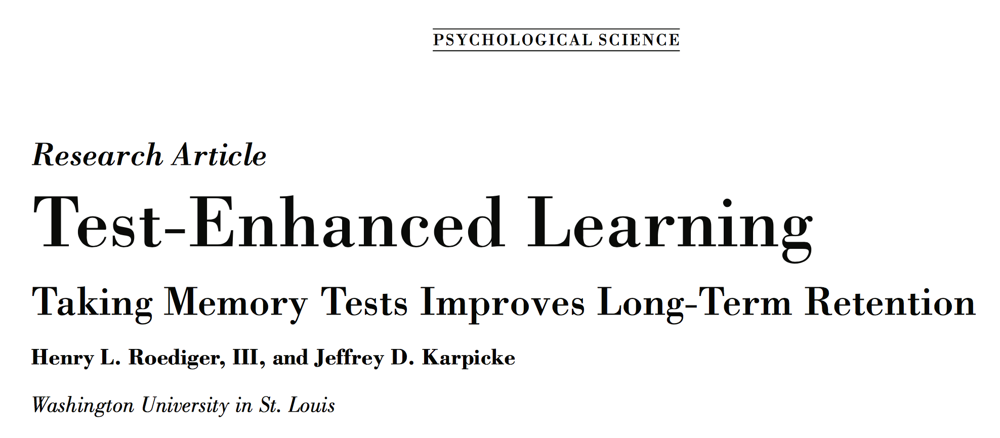 PSYCHOLOGICAL SCIENCE
Research Article
Test-Enhanced Learning
Taking Memory Tests Improves Long-Term Retention
Henry L. Roediger, III, and Jeffrey D. Karpicke
Washington University in St. Louis